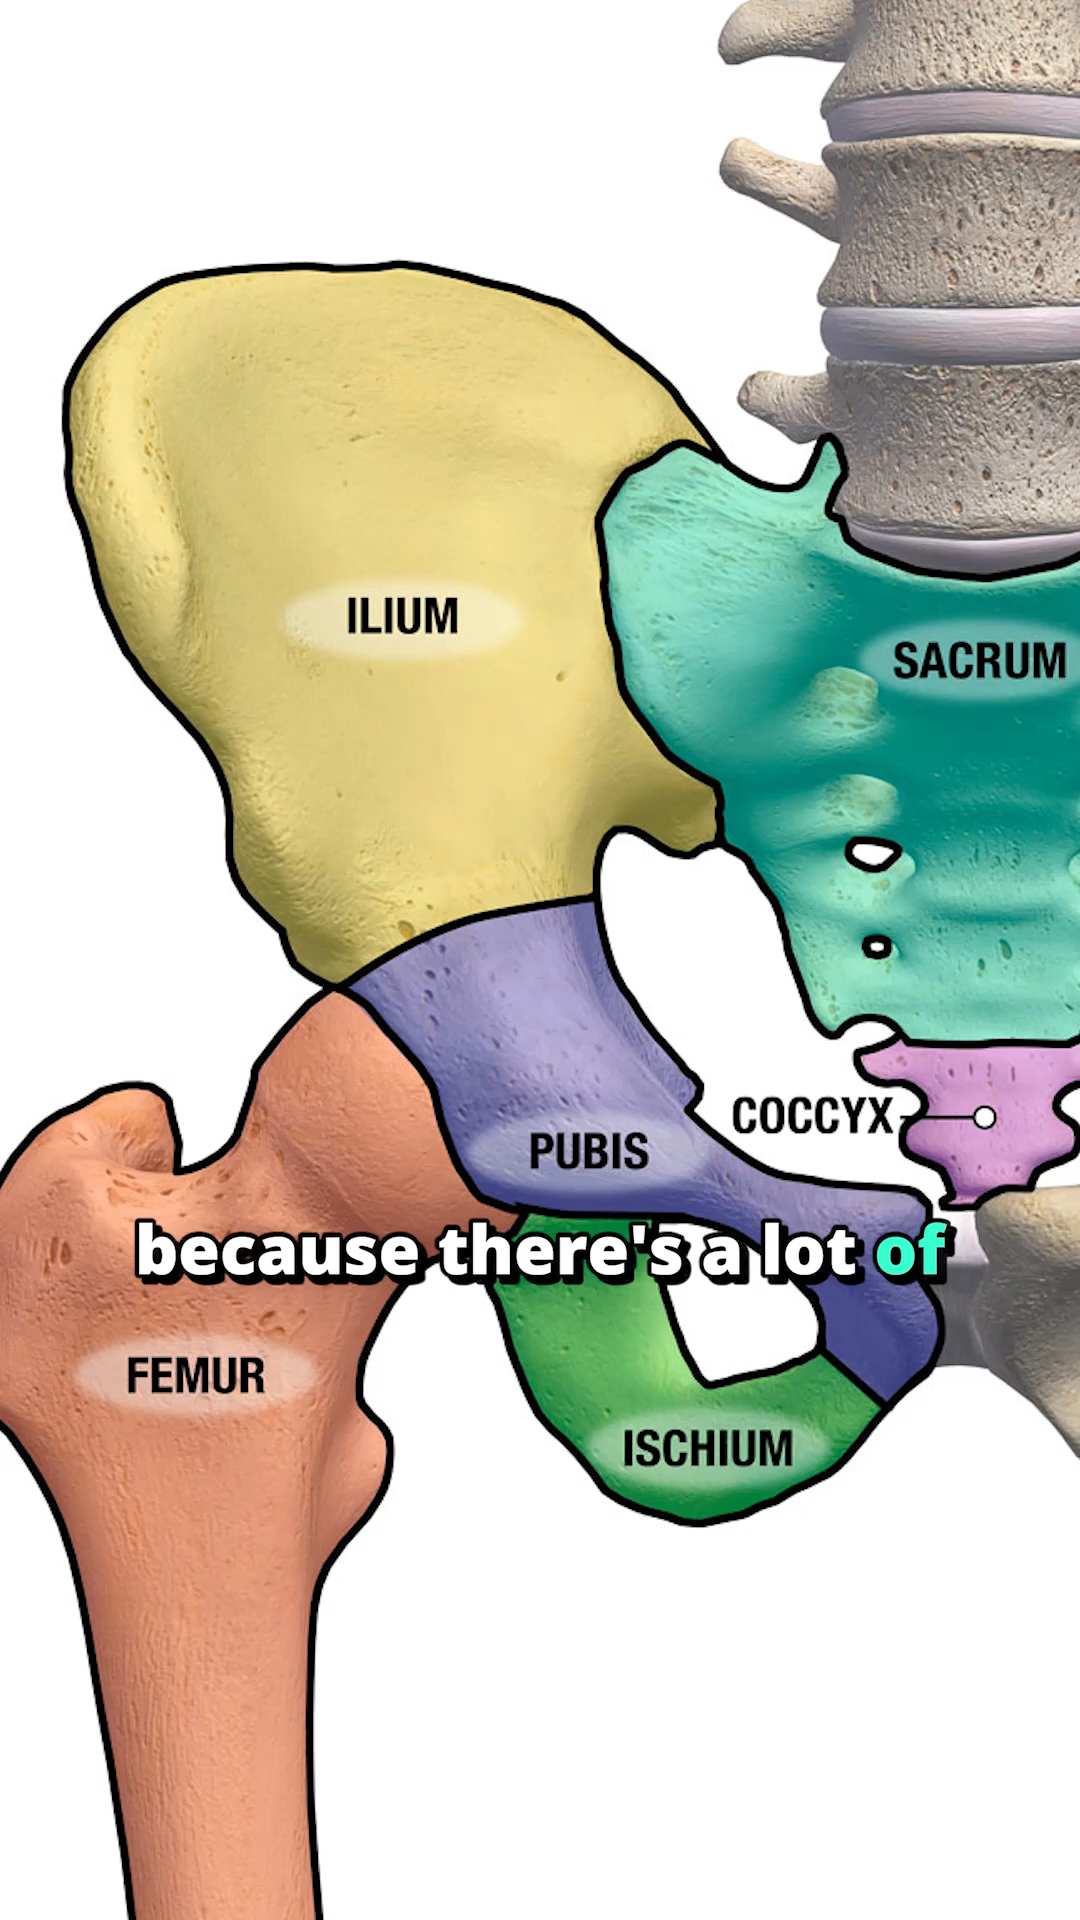 ILIUM
SACRUM
COCCYX
PUBIS
because there's a lot of
FEMUR
ISCHIUM